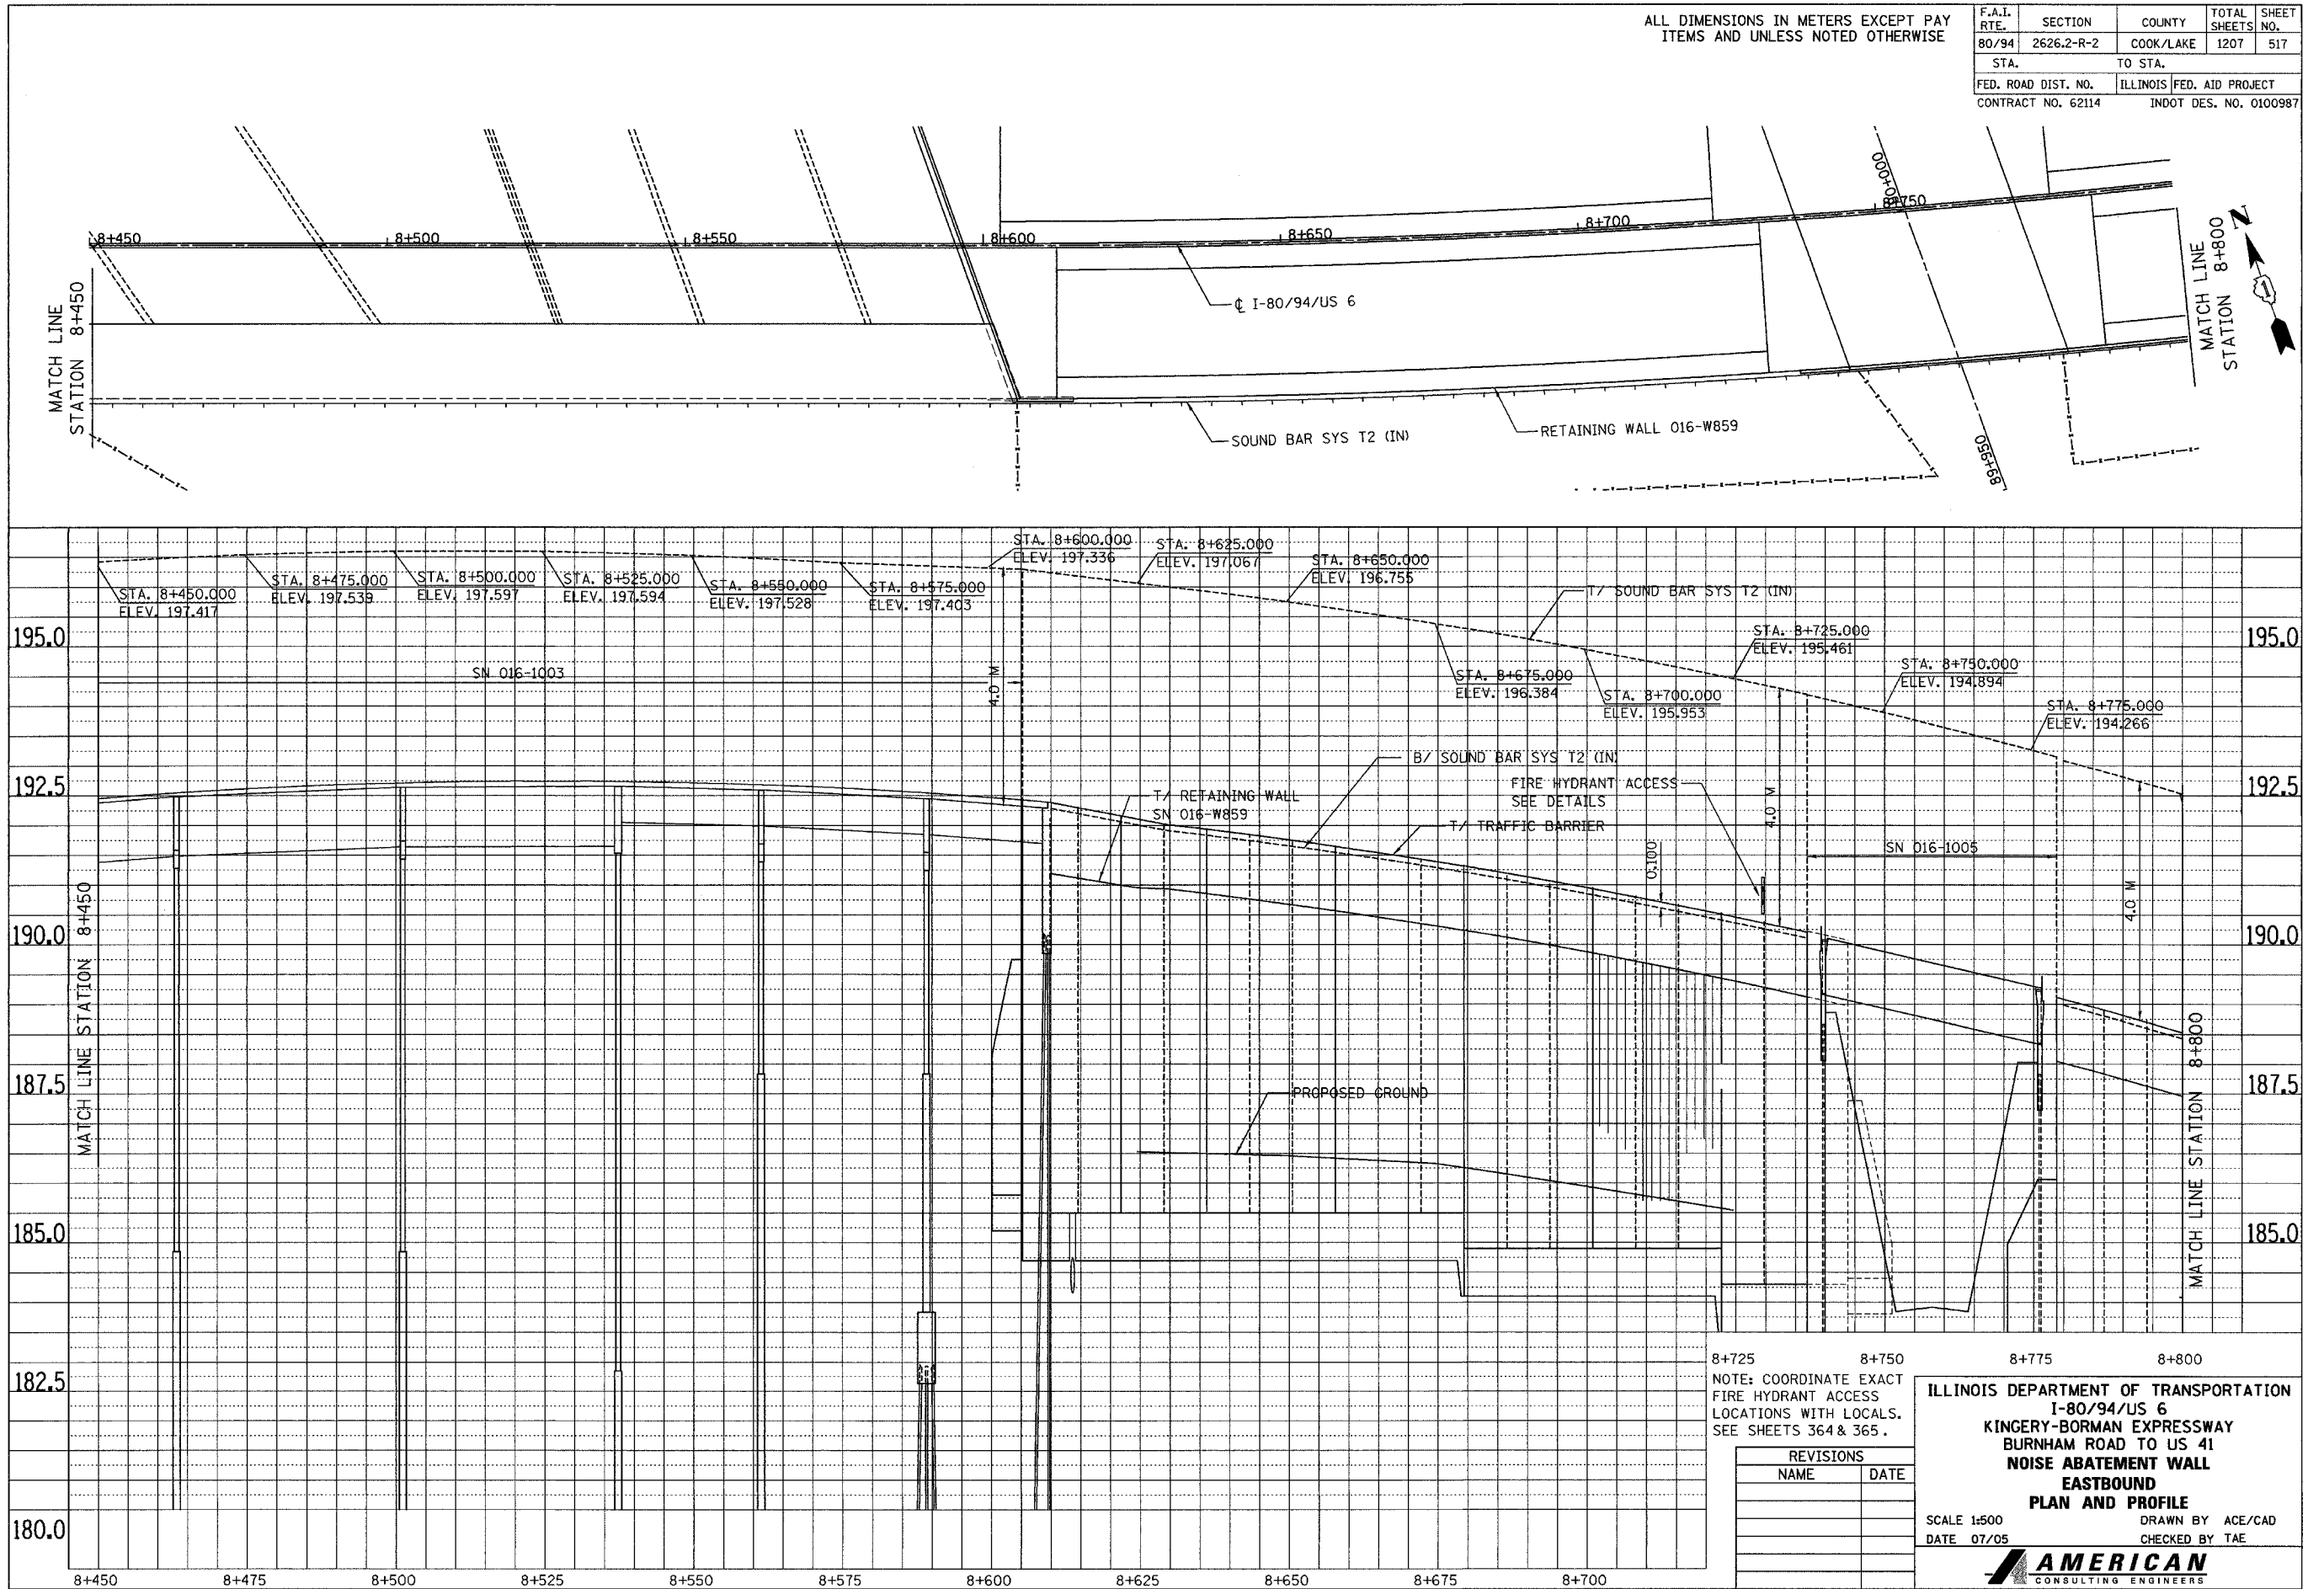 ALL DIMENSIONS IN METERS EXCEPT PAY
ITEMS AND UNLESS NOTED OTHERWISE
F.A.I. RTE. SECTION COUNTY TOTAL SHEETS SHEET NO.
80/94 2626.2-R-2 COOK/LAKE 1207 517
STA. TO STA.
FED. ROAD DIST. NO. ILLINOIS FED. AID PROJECT
CONTRACT NO. 62114 INDOT DES. NO. 0100987
8+450
8+500
8+550
8+600
8+650
8+700
8+750
90+000
89+950
MATCH LINE
STATION 8+450
℄ I-80/94/US 6
SOUND BAR SYS T2 (IN)
RETAINING WALL 016-W859
MATCH LINE
STATION 8+800
N
1
STA. 8+450.000
ELEV. 197.417
STA. 8+475.000
ELEV. 197.539
STA. 8+500.000
ELEV. 197.597
STA. 8+525.000
ELEV. 197.594
STA. 8+550.000
ELEV. 197.528
STA. 8+575.000
ELEV. 197.403
STA. 8+600.000
ELEV. 197.336
STA. 8+625.000
ELEV. 197.067
STA. 8+650.000
ELEV. 196.755
STA. 8+675.000
ELEV. 196.384
STA. 8+700.000
ELEV. 195.953
STA. 8+725.000
ELEV. 195.461
STA. 8+750.000
ELEV. 194.894
STA. 8+775.000
ELEV. 194.266
T/ SOUND BAR SYS T2 (IN)
SN 016-1003
4.0 M
B/ SOUND BAR SYS T2 (IN)
T/ RETAINING WALL
SN 016-W859
T/ TRAFFIC BARRIER
FIRE HYDRANT ACCESS
SEE DETAILS
0.100
4.0 M
SN 016-1005
4.0 M
PROPOSED GROUND
MATCH LINE STATION 8+450
MATCH LINE STATION 8+800
195.0
192.5
190.0
187.5
185.0
182.5
180.0
195.0
192.5
190.0
187.5
185.0
8+725 8+750 8+775 8+800
8+450 8+475 8+500 8+525 8+550 8+575 8+600 8+625 8+650 8+675 8+700
NOTE: COORDINATE EXACT
FIRE HYDRANT ACCESS
LOCATIONS WITH LOCALS.
SEE SHEETS 364 & 365.
REVISIONS
NAME DATE
ILLINOIS DEPARTMENT OF TRANSPORTATION
I-80/94/US 6
KINGERY-BORMAN EXPRESSWAY
BURNHAM ROAD TO US 41
NOISE ABATEMENT WALL
EASTBOUND
PLAN AND PROFILE
SCALE 1:500 DRAWN BY ACE/CAD
DATE 07/05 CHECKED BY TAE
AMERICAN
CONSULTING ENGINEERS